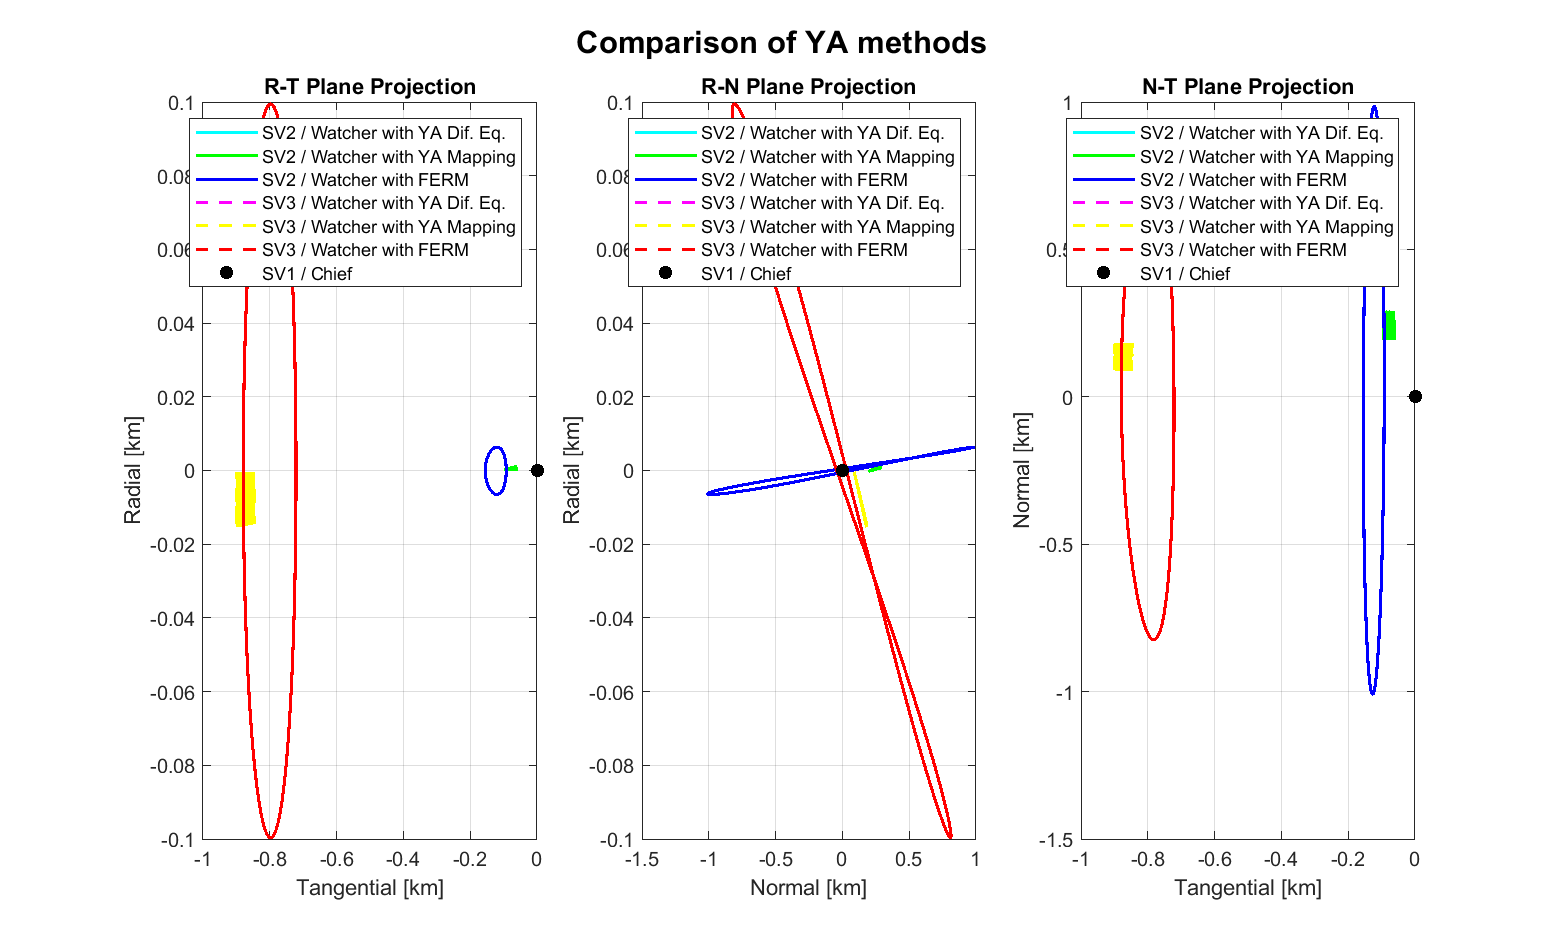 Comparison of YA methods
R-T Plane Projection
0.1
0.08
0.06
0.04
0.02
0
-0.02
-0.04
-0.06
-0.08
-0.1
Radial [km]
SV2 / Watcher with YA Dif. Eq.
SV2 / Watcher with YA Mapping
SV2 / Watcher with FERM
SV3 / Watcher with YA Dif. Eq.
SV3 / Watcher with YA Mapping
SV3 / Watcher with FERM
SV1 / Chief
-1 -0.8 -0.6 -0.4 -0.2 0
Tangential [km]
R-N Plane Projection
0.1
0.08
0.06
0.04
0.02
0
-0.02
-0.04
-0.06
-0.08
-0.1
Radial [km]
SV2 / Watcher with YA Dif. Eq.
SV2 / Watcher with YA Mapping
SV2 / Watcher with FERM
SV3 / Watcher with YA Dif. Eq.
SV3 / Watcher with YA Mapping
SV3 / Watcher with FERM
SV1 / Chief
-1.5 -1 -0.5 0 0.5 1
Normal [km]
N-T Plane Projection
1
0
-0.5
-1
-1.5
Normal [km]
SV2 / Watcher with YA Dif. Eq.
SV2 / Watcher with YA Mapping
SV2 / Watcher with FERM
SV3 / Watcher with YA Dif. Eq.
SV3 / Watcher with YA Mapping
SV3 / Watcher with FERM
SV1 / Chief
-1 -0.8 -0.6 -0.4 -0.2 0
Tangential [km]